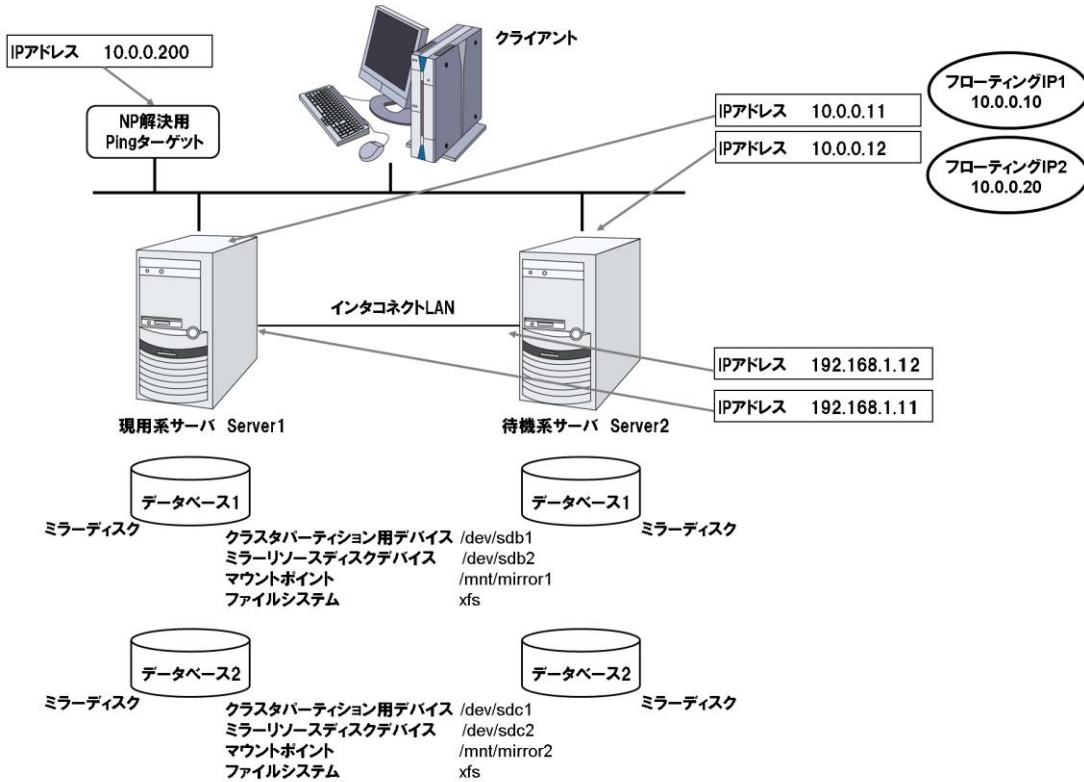 クライアント
IPアドレス 10.0.0.200
NP解決用
Pingターゲット
IPアドレス 10.0.0.11
IPアドレス 10.0.0.12
フローティングIP1
10.0.0.10
フローティングIP2
10.0.0.20
インタコネクトLAN
IPアドレス 192.168.1.12
IPアドレス 192.168.1.11
現用系サーバ Server1
待機系サーバ Server2
データベース1
データベース1
ミラーディスク
ミラーディスク
クラスタパーティション用デバイス /dev/sdb1
ミラーリソースディスクデバイス /dev/sdb2
マウントポイント /mnt/mirror1
ファイルシステム xfs
データベース2
データベース2
ミラーディスク
ミラーディスク
クラスタパーティション用デバイス /dev/sdc1
ミラーリソースディスクデバイス /dev/sdc2
マウントポイント /mnt/mirror2
ファイルシステム xfs